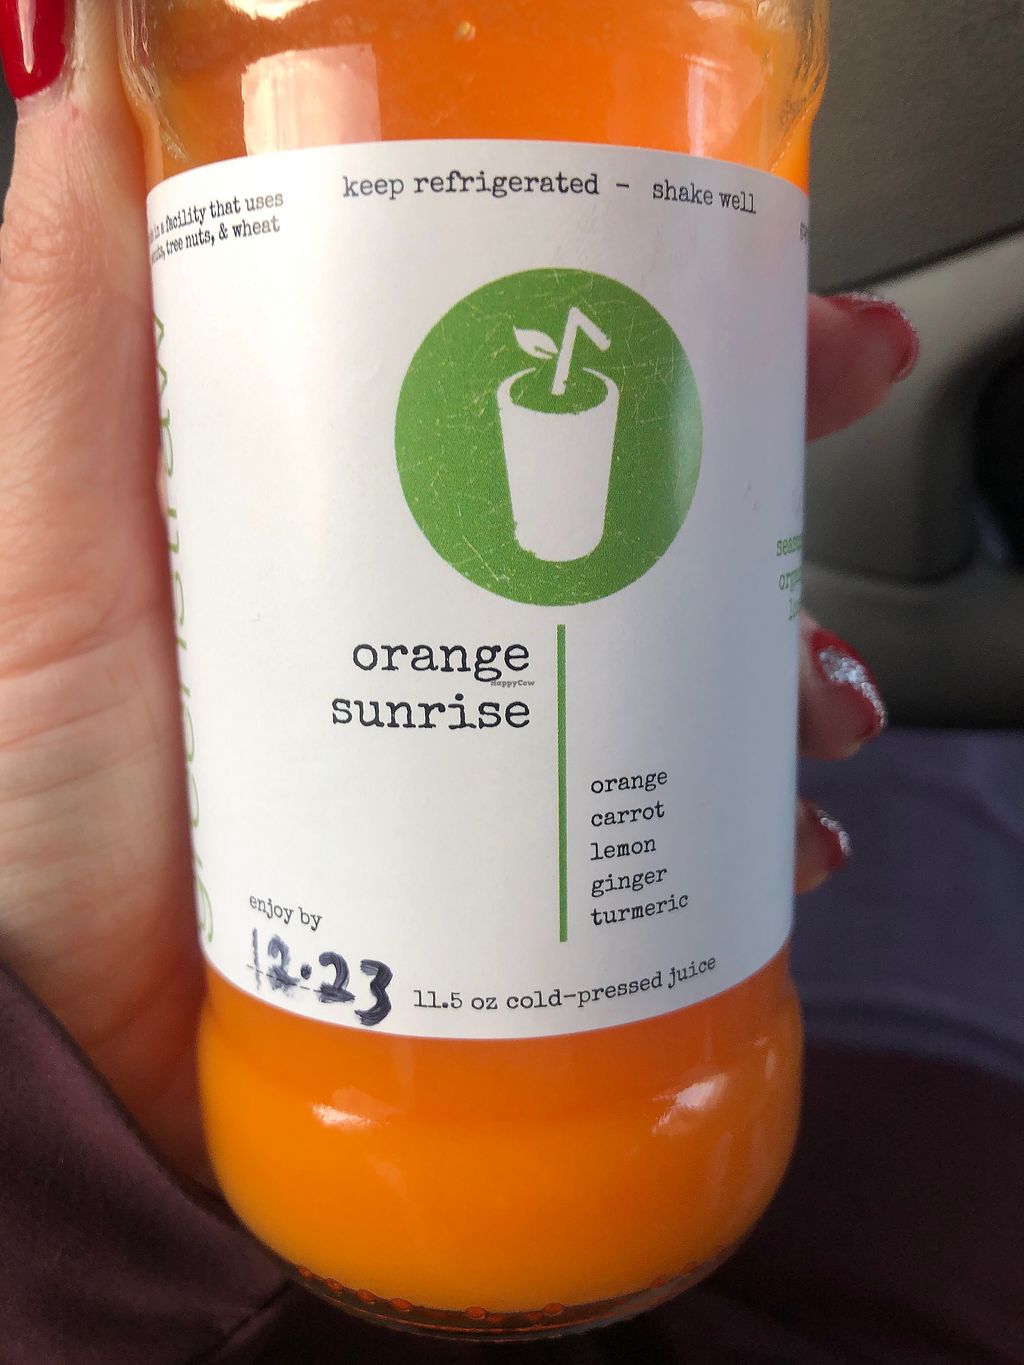 keep refrigerated - shake well
in a facility that uses
tree nuts, & wheat
orange
sunrise
HappyCow
orange
carrot
lemon
ginger
turmeric
enjoy by
12.23
11.5 oz cold-pressed juice